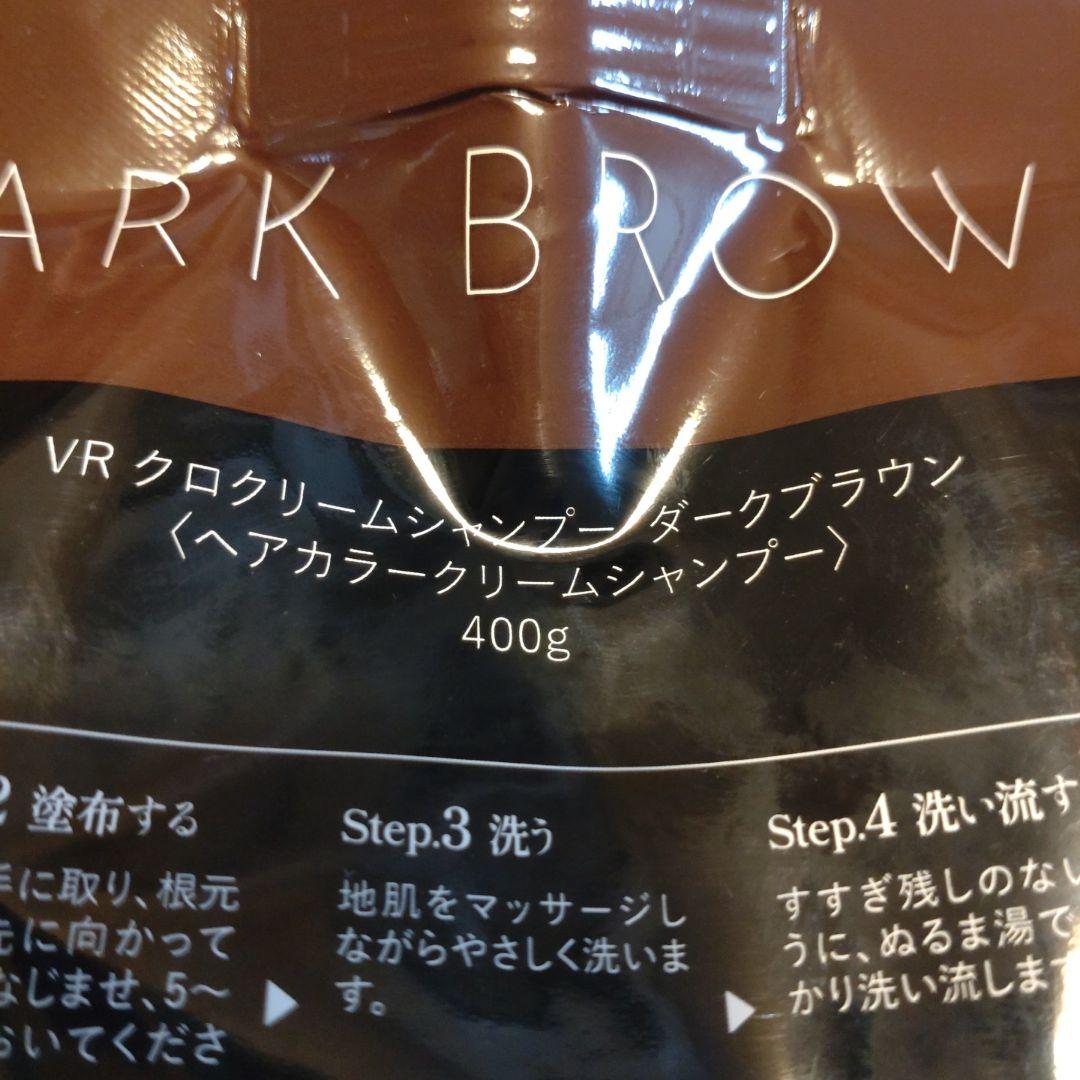 ARK BROW
VR クロクリームシャンプー ダークブラウン
〈ヘアカラークリームシャンプー〉
400g
2 塗布する
手に取り、根元
元に向かって
なじませ、5〜
おいてくださ
Step.3 洗う
地肌をマッサージし
ながらやさしく洗いま
す。
Step.4 洗い流す
すすぎ残しのない
うに、ぬるま湯で
かり洗い流しま